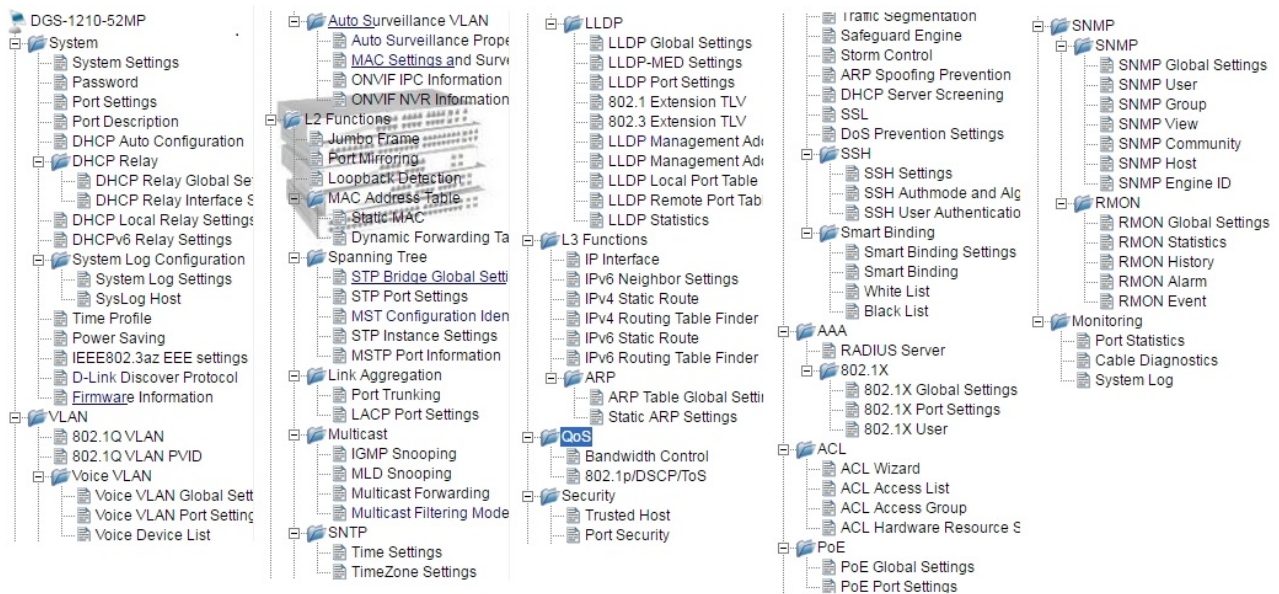 DGS-1210-52MP
System
System Settings
Password
Port Settings
Port Description
DHCP Auto Configuration
DHCP Relay
DHCP Relay Global Se
DHCP Relay Interface S
DHCP Local Relay Settings
DHCPv6 Relay Settings
System Log Configuration
System Log Settings
SysLog Host
Time Profile
Power Saving
IEEE802.3az EEE settings
D-Link Discover Protocol
Firmware Information
VLAN
802.1Q VLAN
802.1Q VLAN PVID
Voice VLAN
Voice VLAN Global Sett
Voice VLAN Port Setting
Voice Device List
Auto Surveillance VLAN
Auto Surveillance Prope
MAC Settings and Surve
ONVIF IPC Information
ONVIF NVR Information
L2 Functions
Jumbo Frame
Port Mirroring
Loopback Detection
MAC Address Table
Static MAC
Dynamic Forwarding Ta
Spanning Tree
STP Bridge Global Setti
STP Port Settings
MST Configuration Iden
STP Instance Settings
MSTP Port Information
Link Aggregation
Port Trunking
LACP Port Settings
Multicast
IGMP Snooping
MLD Snooping
Multicast Forwarding
Multicast Filtering Mode
SNTP
Time Settings
TimeZone Settings
LLDP
LLDP Global Settings
LLDP-MED Settings
LLDP Port Settings
802.1 Extension TLV
802.3 Extension TLV
LLDP Management Add
LLDP Management Add
LLDP Local Port Table
LLDP Remote Port Tabl
LLDP Statistics
L3 Functions
IP Interface
IPv6 Neighbor Settings
IPv4 Static Route
IPv4 Routing Table Finder
IPv6 Static Route
IPv6 Routing Table Finder
ARP
ARP Table Global Settin
Static ARP Settings
QoS
Bandwidth Control
802.1p/DSCP/ToS
Security
Trusted Host
Port Security
Traffic Segmentation
Safeguard Engine
Storm Control
ARP Spoofing Prevention
DHCP Server Screening
SSL
DoS Prevention Settings
SSH
SSH Settings
SSH Authmode and Alg
SSH User Authenticatio
Smart Binding
Smart Binding Settings
Smart Binding
White List
Black List
AAA
RADIUS Server
802.1X
802.1X Global Settings
802.1X Port Settings
802.1X User
ACL
ACL Wizard
ACL Access List
ACL Access Group
ACL Hardware Resource S
PoE
PoE Global Settings
PoE Port Settings
SNMP
SNMP
SNMP Global Settings
SNMP User
SNMP Group
SNMP View
SNMP Community
SNMP Host
SNMP Engine ID
RMON
RMON Global Settings
RMON Statistics
RMON History
RMON Alarm
RMON Event
Monitoring
Port Statistics
Cable Diagnostics
System Log